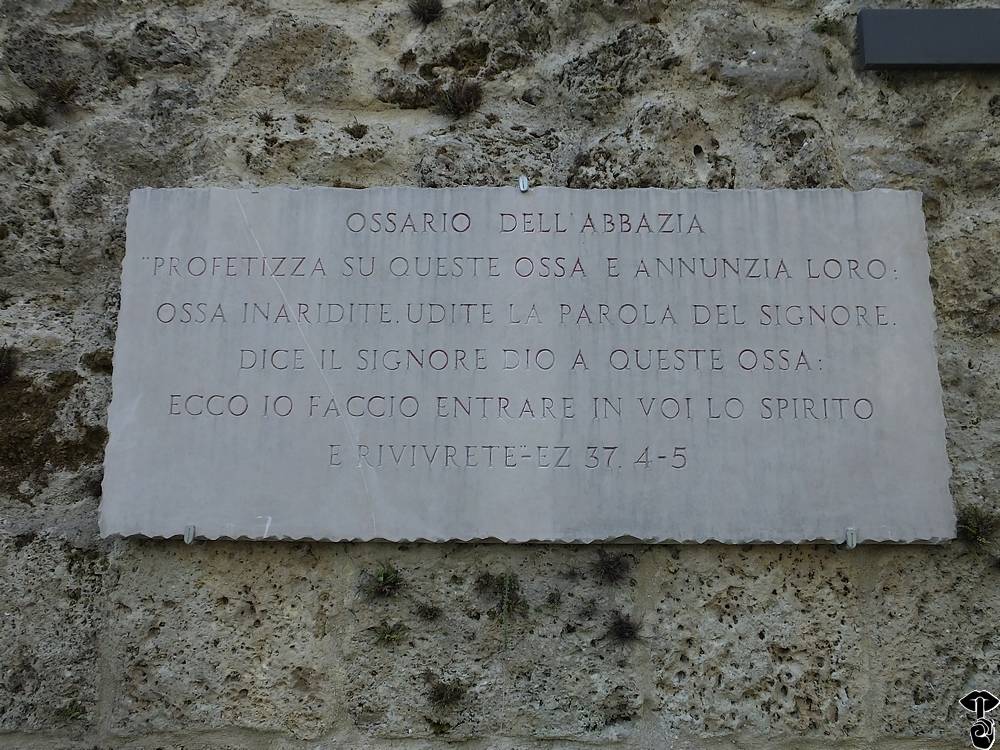 OSSARIO DELL'ABBAZIA
"PROFETIZZA SU QUESTE OSSA E ANNUNZIA LORO:
OSSA INARIDITE. UDITE LA PAROLA DEL SIGNORE.
DICE IL SIGNORE DIO A QUESTE OSSA:
ECCO IO FACCIO ENTRARE IN VOI LO SPIRITO
E RIVIVRETE"-EZ 37. 4-5